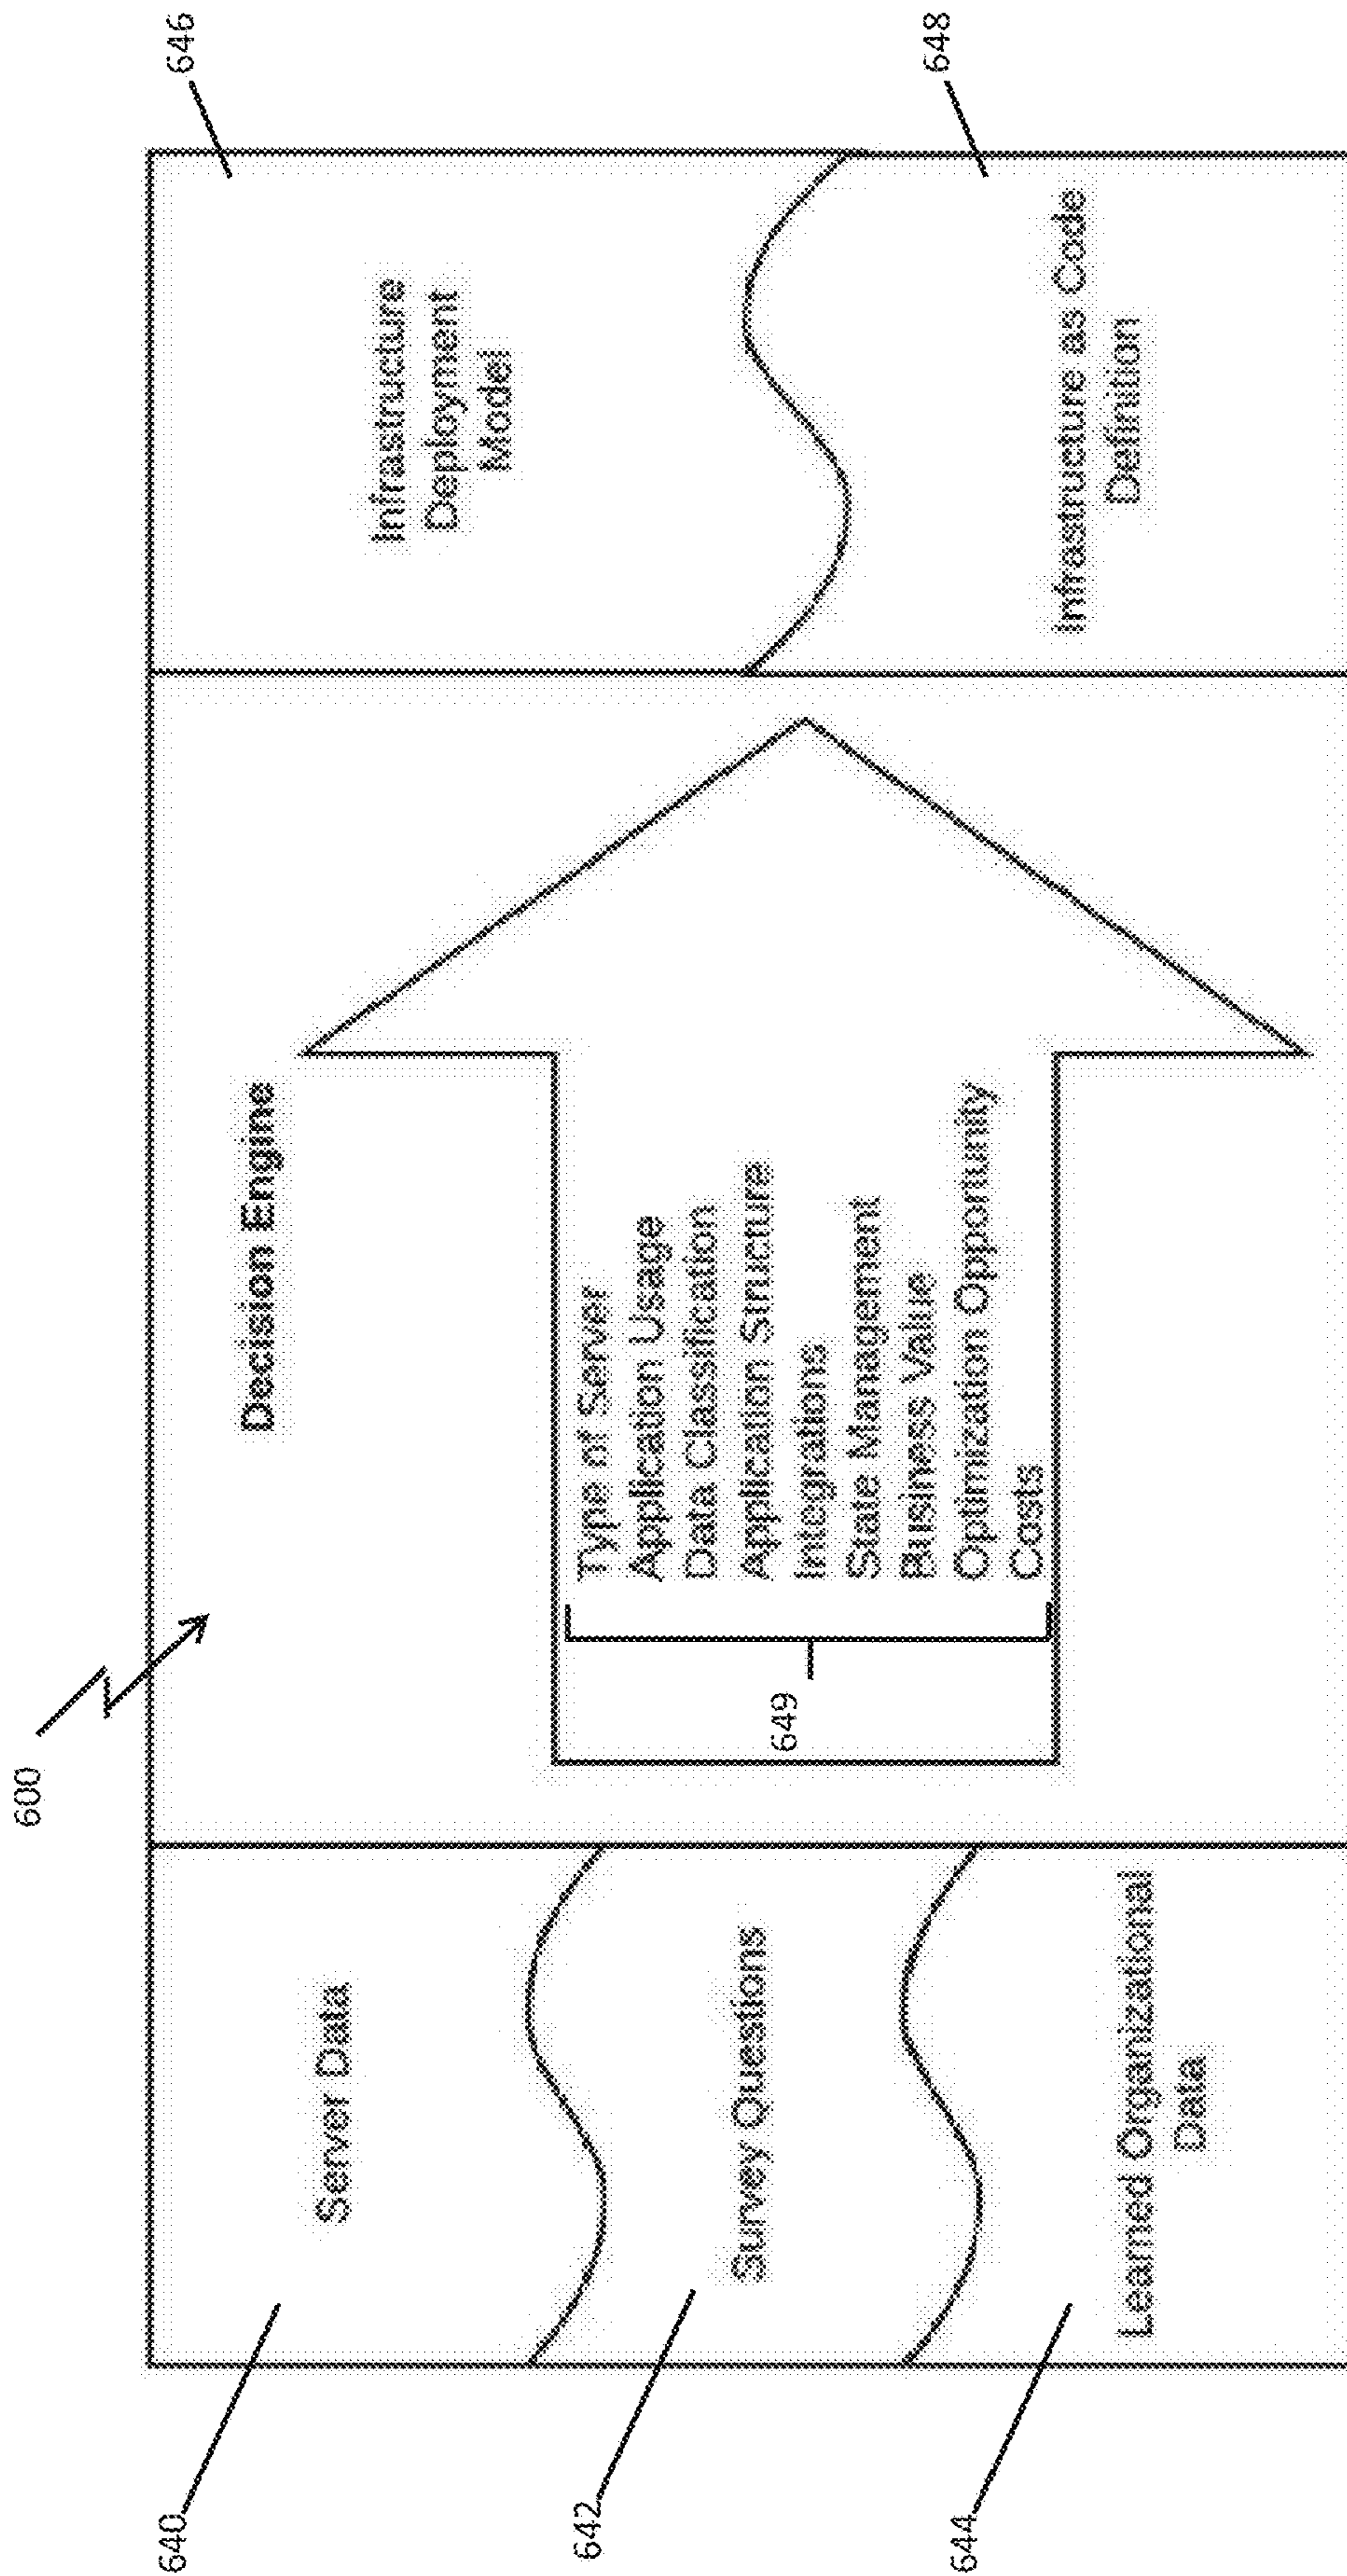 600
640
Server Data
642
Survey Questions
644
Learned Organizational
Data
Decision Engine
649
Type of Server
Application Usage
Data Classification
Application Structure
Integrations
State Management
Business Value
Optimization Opportunity
Costs
646
Infrastructure
Deployment
Model
648
Infrastructure as Code
Definition